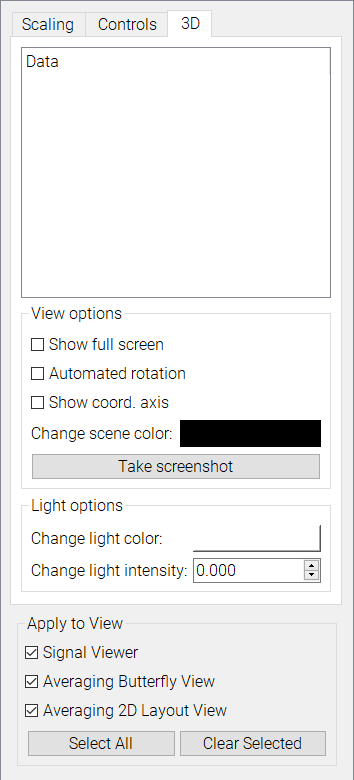 Scaling Controls 3D
Data
View options
Show full screen
Automated rotation
Show coord. axis
Change scene color:
Take screenshot
Light options
Change light color:
Change light intensity: 0.000
Apply to View
Signal Viewer
Averaging Butterfly View
Averaging 2D Layout View
Select All Clear Selected